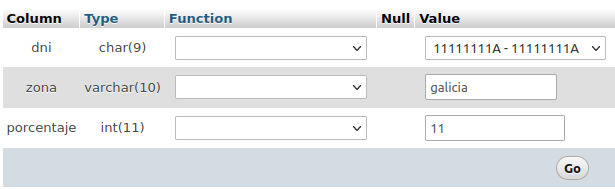 Column Type Function Null Value
dni char(9) 11111111A - 11111111A
zona varchar(10) galicia
porcentaje int(11) 11
Go